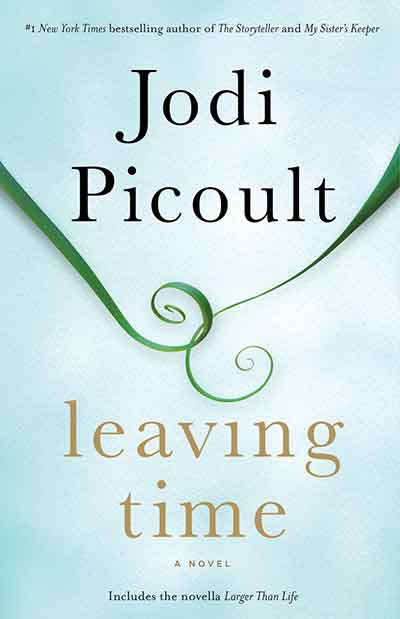 #1 New York Times bestselling author of The Storyteller and My Sister's Keeper
Jodi
Picoult
leaving
time
A NOVEL
Includes the novella Larger Than Life